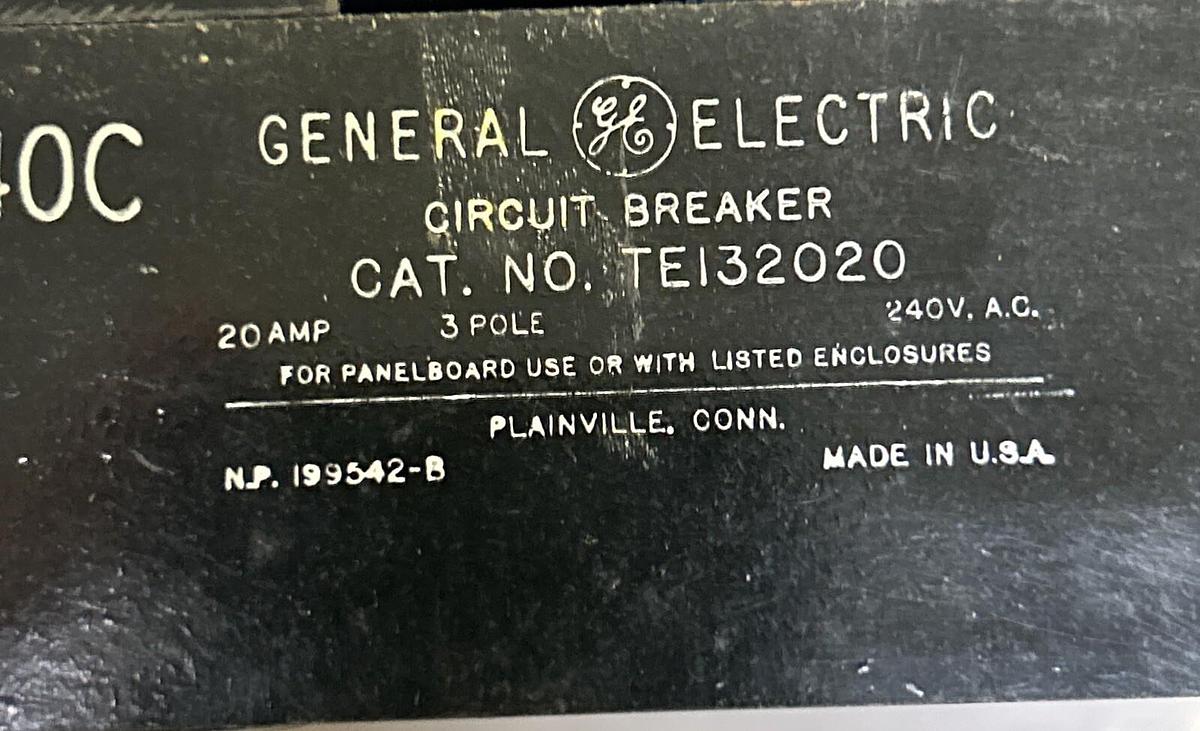 40C
GENERAL GE ELECTRIC
CIRCUIT BREAKER
CAT. NO. TE132020
20 AMP 3 POLE 240V. A.C.
FOR PANELBOARD USE OR WITH LISTED ENCLOSURES
PLAINVILLE, CONN.
N.P. 199542-B MADE IN U.S.A.